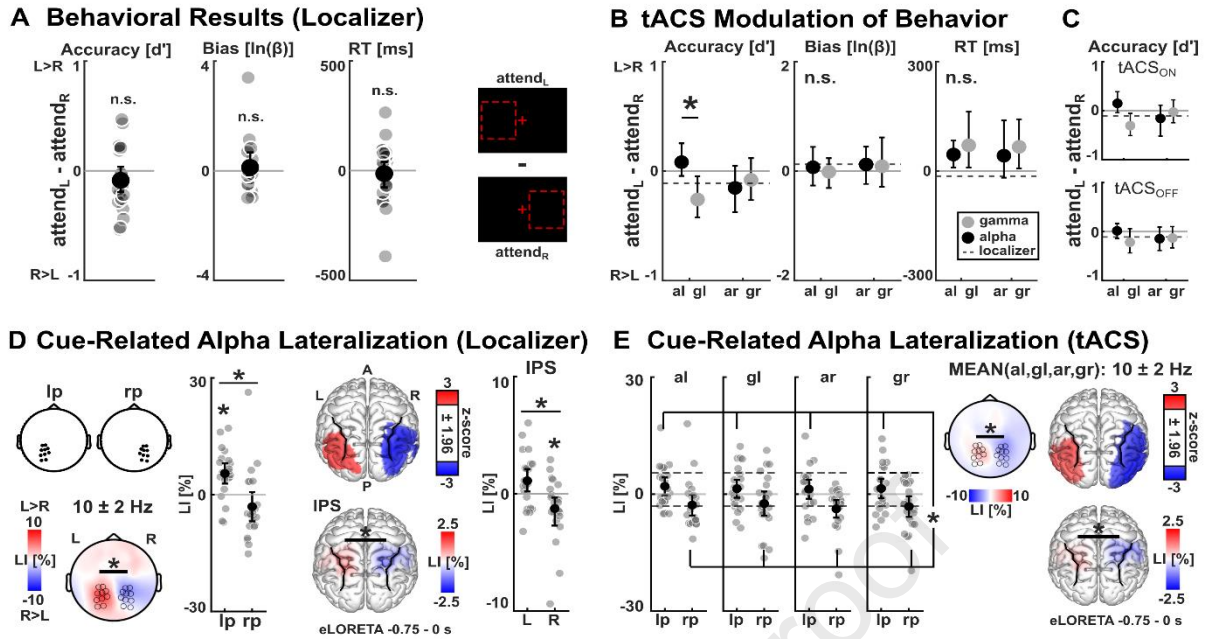 A Behavioral Results (Localizer)
Accuracy [d'] Bias [ln(β)] RT [ms]
L>R
1
n.s.
attendL - attendR
0
R>L
-1
4
n.s.
0
-4
500
n.s.
0
-500
attendL
-
attendR
B tACS Modulation of Behavior
Accuracy [d'] Bias [ln(β)] RT [ms]
L>R
1
*
attendL - attendR
0
R>L
-1
al gl ar gr
2
n.s.
0
-2
al gl ar gr
300
n.s.
0
-300
gamma
alpha
localizer
al gl ar gr
C
Accuracy [d']
1
tACSON
0
-1
attendL - attendR
1
tACSOFF
0
-1
al gl ar gr
D Cue-Related Alpha Lateralization (Localizer)
lp rp
10 ± 2 Hz
L>R
10
LI [%]
-10
R>L
L R
*
30
*
*
LI [%]
0
-30
lp rp
A
L R
P
3
± 1.96
-3
z-score
IPS
*
2.5
LI [%]
-2.5
eLORETA -0.75 - 0 s
IPS
10
*
*
LI [%]
0
-10
L R
E Cue-Related Alpha Lateralization (tACS)
al gl ar gr
30
LI [%]
0
-30
*
lp rp lp rp lp rp lp rp
MEAN(al,gl,ar,gr): 10 ± 2 Hz
*
-10 10
LI [%]
3
± 1.96
-3
z-score
*
2.5
LI [%]
-2.5
eLORETA -0.75 - 0 s
proof